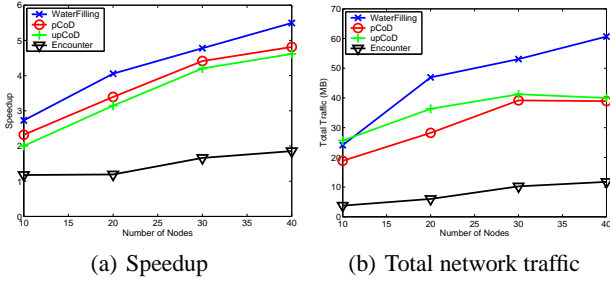 6
5
4
3
2
1
0
Speedup
WaterFilling
pCoD
upCoD
Encounter
10 15 20 25 30 35 40
Number of Nodes
(a) Speedup
70
60
50
40
30
20
10
0
Total Traffic (MB)
WaterFilling
pCoD
upCoD
Encounter
10 15 20 25 30 35 40
Number of Nodes
(b) Total network traffic